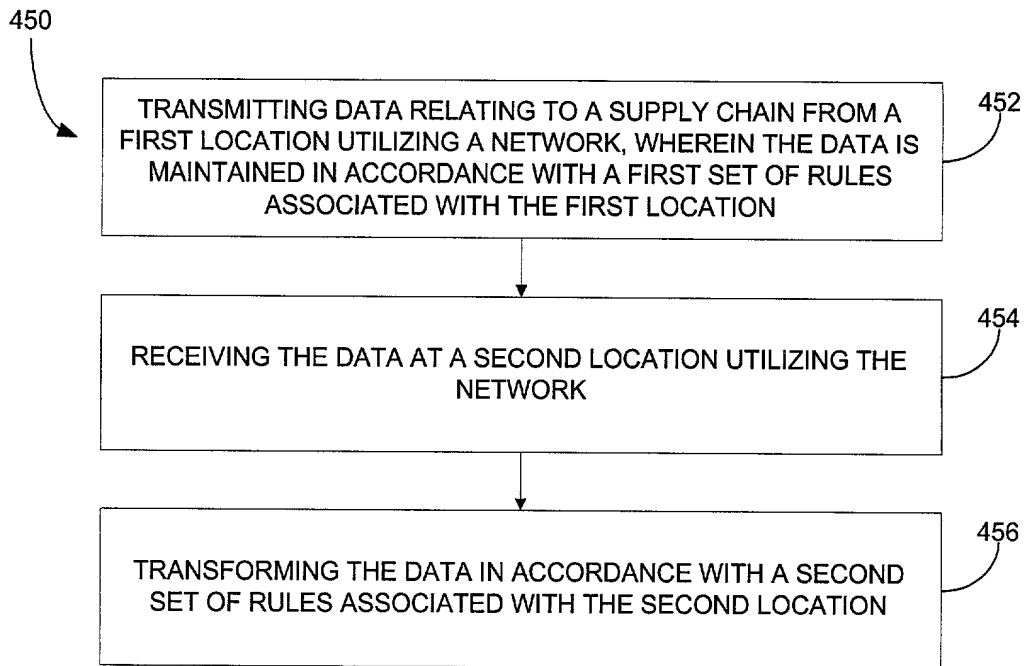 450
TRANSMITTING DATA RELATING TO A SUPPLY CHAIN FROM A
FIRST LOCATION UTILIZING A NETWORK, WHEREIN THE DATA IS
MAINTAINED IN ACCORDANCE WITH A FIRST SET OF RULES
ASSOCIATED WITH THE FIRST LOCATION
452
RECEIVING THE DATA AT A SECOND LOCATION UTILIZING THE
NETWORK
454
TRANSFORMING THE DATA IN ACCORDANCE WITH A SECOND
SET OF RULES ASSOCIATED WITH THE SECOND LOCATION
456